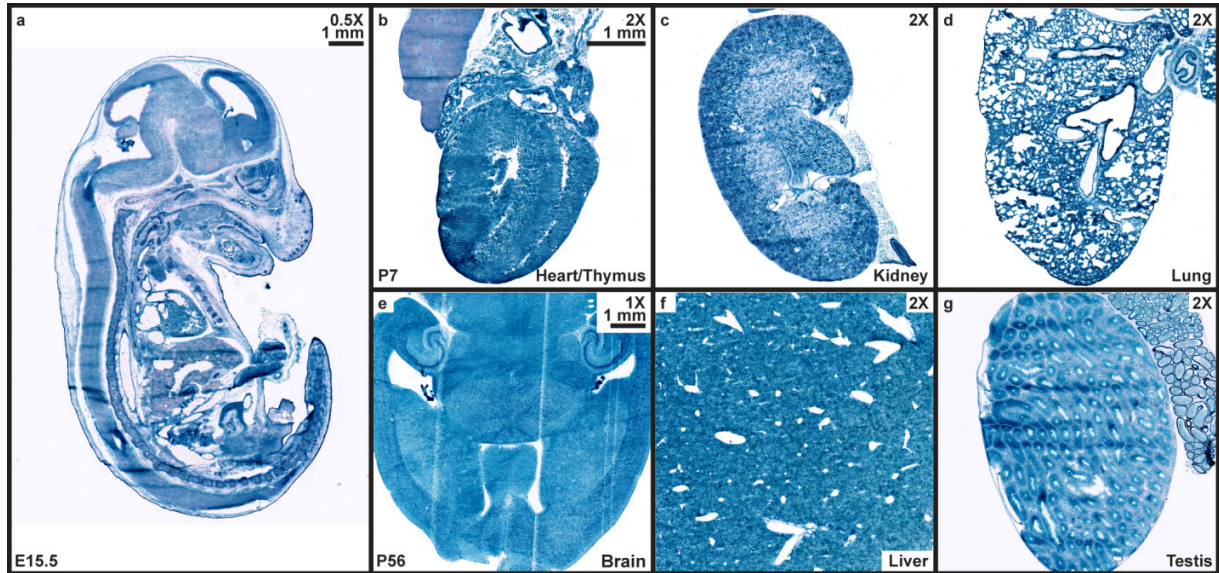 a
0.5X
1 mm
E15.5
b
2X
1 mm
P7
Heart/Thymus
c
2X
Kidney
d
2X
Lung
e
1X
1 mm
P56
Brain
f
2X
Liver
g
2X
Testis